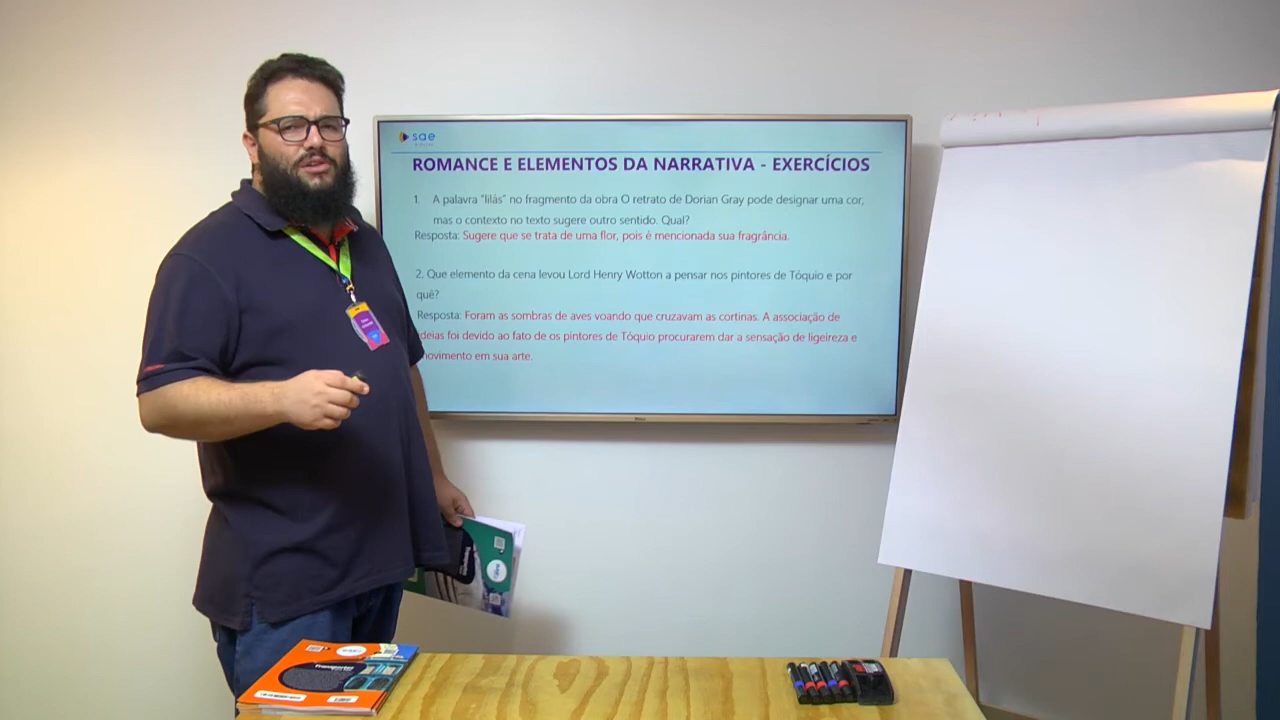 sae
ROMANCE E ELEMENTOS DA NARRATIVA - EXERCÍCIOS
1. A palavra "lilás" no fragmento da obra O retrato de Dorian Gray pode designar uma cor,
mas o contexto no texto sugere outro sentido. Qual?
Resposta: Sugere que se trata de uma flor, pois é mencionada sua fragrância.
2. Que elemento da cena levou Lord Henry Wotton a pensar nos pintores de Tóquio e por
quê?
Resposta: Foram as sombras de aves voando que cruzavam as cortinas. A associação de
ideias foi devido ao fato de os pintores de Tóquio procurarem dar a sensação de ligeireza e
movimento em sua arte.